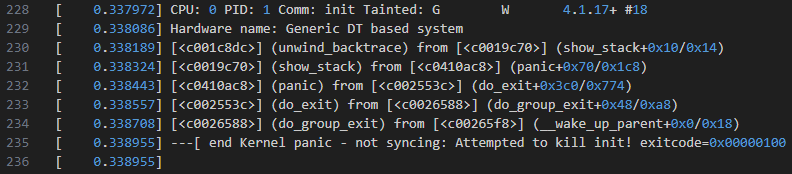 228 [    0.337972] CPU: 0 PID: 1 Comm: init Tainted: G        W       4.1.17+ #18
229 [    0.338086] Hardware name: Generic DT based system
230 [    0.338189] [<c001c8dc>] (unwind_backtrace) from [<c0019c70>] (show_stack+0x10/0x14)
231 [    0.338324] [<c0019c70>] (show_stack) from [<c0410ac8>] (panic+0x70/0x1c8)
232 [    0.338443] [<c0410ac8>] (panic) from [<c002553c>] (do_exit+0x3c0/0x774)
233 [    0.338557] [<c002553c>] (do_exit) from [<c0026588>] (do_group_exit+0x48/0xa8)
234 [    0.338708] [<c0026588>] (do_group_exit) from [<c00265f8>] (__wake_up_parent+0x0/0x18)
235 [    0.338955] ---[ end Kernel panic - not syncing: Attempted to kill init! exitcode=0x00000100
236 [    0.338955]